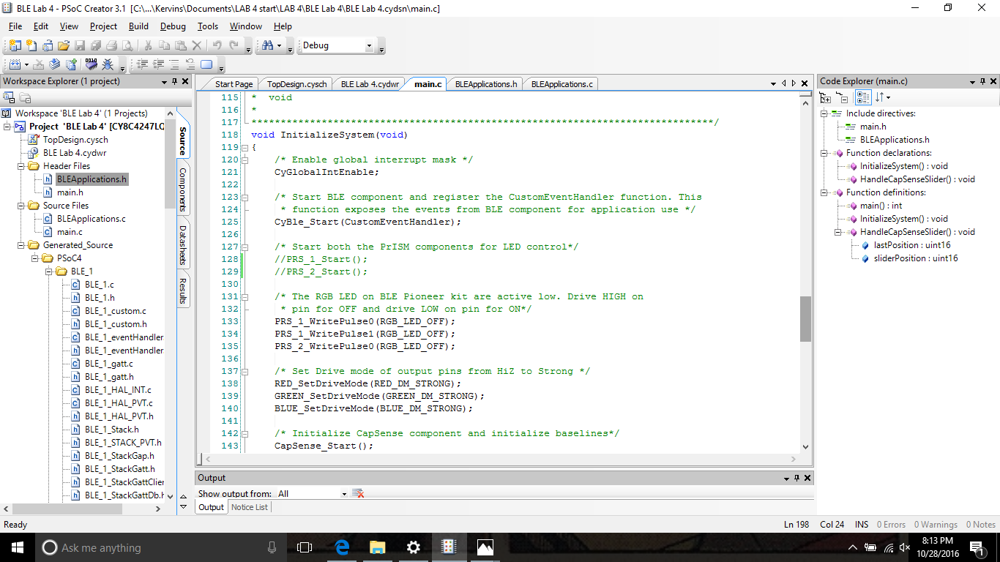 BLE Lab 4 - PSoC Creator 3.1 [C:\...\Kervins\Documents\LAB 4 start\LAB 4\BLE Lab 4\BLE Lab 4.cydsn\main.c]
File Edit View Project Build Debug Tools Window Help
Debug
Workspace Explorer (1 project)
Workspace 'BLE Lab 4' (1 Projects)
Project 'BLE Lab 4' [CY8C4247LQ
TopDesign.cysch
BLE Lab 4.cydwr
Header Files
BLEApplications.h
main.h
Source Files
BLEApplications.c
main.c
Generated_Source
PSoC4
BLE_1
BLE_1.c
BLE_1.h
BLE_1_custom.c
BLE_1_custom.h
BLE_1_eventHandler
BLE_1_eventHandler
BLE_1_gatt.c
BLE_1_gatt.h
BLE_1_HAL_INT.c
BLE_1_HAL_PVT.c
BLE_1_HAL_PVT.h
BLE_1_Stack.h
BLE_1_STACK_PVT.h
BLE_1_StackGap.h
BLE_1_StackGatt.h
BLE_1_StackGattClier
BLE_1_StackGattDb.h
Source
Components
Datasheets
Results
Start Page TopDesign.cysch BLE Lab 4.cydwr main.c BLEApplications.h BLEApplications.c
115 * void
116 *
117 *******************************************************************************/
118 void InitializeSystem(void)
119 {
120 /* Enable global interrupt mask */
121 CyGlobalIntEnable;
122
123 /* Start BLE component and register the CustomEventHandler function. This
124 * function exposes the events from BLE component for application use */
125 CyBle_Start(CustomEventHandler);
126
127 /* Start both the PrISM components for LED control*/
128 //PRS_1_Start();
129 //PRS_2_Start();
130
131 /* The RGB LED on BLE Pioneer kit are active low. Drive HIGH on
132 * pin for OFF and drive LOW on pin for ON*/
133 PRS_1_WritePulse0(RGB_LED_OFF);
134 PRS_1_WritePulse1(RGB_LED_OFF);
135 PRS_2_WritePulse0(RGB_LED_OFF);
136
137 /* Set Drive mode of output pins from HiZ to Strong */
138 RED_SetDriveMode(RED_DM_STRONG);
139 GREEN_SetDriveMode(GREEN_DM_STRONG);
140 BLUE_SetDriveMode(BLUE_DM_STRONG);
141
142 /* Initialize CapSense component and initialize baselines*/
143 CapSense_Start();
Output
Show output from: All
Output Notice List
Code Explorer (main.c)
Include directives:
main.h
BLEApplications.h
Function declarations:
InitializeSystem() : void
HandleCapSenseSlider() : void
Function definitions:
main() : int
InitializeSystem() : void
HandleCapSenseSlider() : void
lastPosition : uint16
sliderPosition : uint16
Ready
Ln 198 Col 24 INS 0 Errors 0 Warnings 0 Notes
Ask me anything
8:13 PM
10/28/2016
1